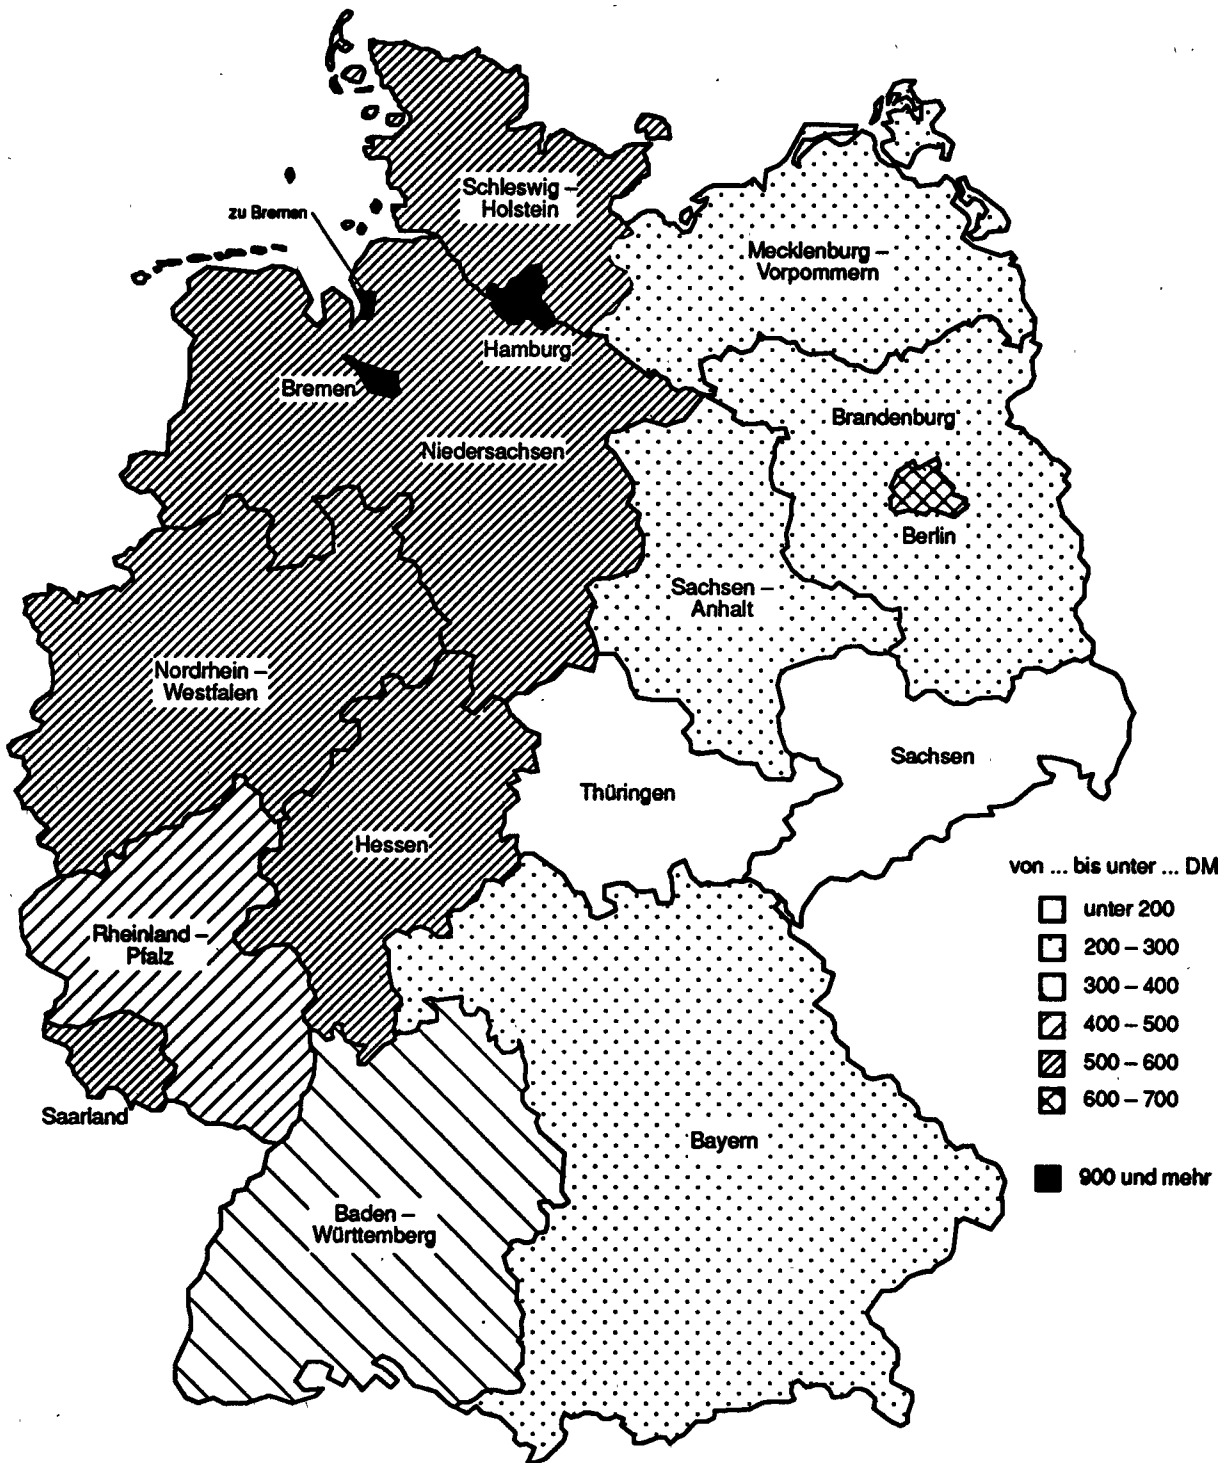 Schleswig –
Holstein
zu Bremen
Mecklenburg –
Vorpommern
Hamburg
Bremen
Brandenburg
Niedersachsen
Berlin
Sachsen –
Anhalt
Nordrhein –
Westfalen
Sachsen
Thüringen
Hessen
Rheinland –
Pfalz
Saarland
Bayern
Baden –
Württemberg
von ... bis unter ... DM
unter 200
200 – 300
300 – 400
400 – 500
500 – 600
600 – 700
900 und mehr